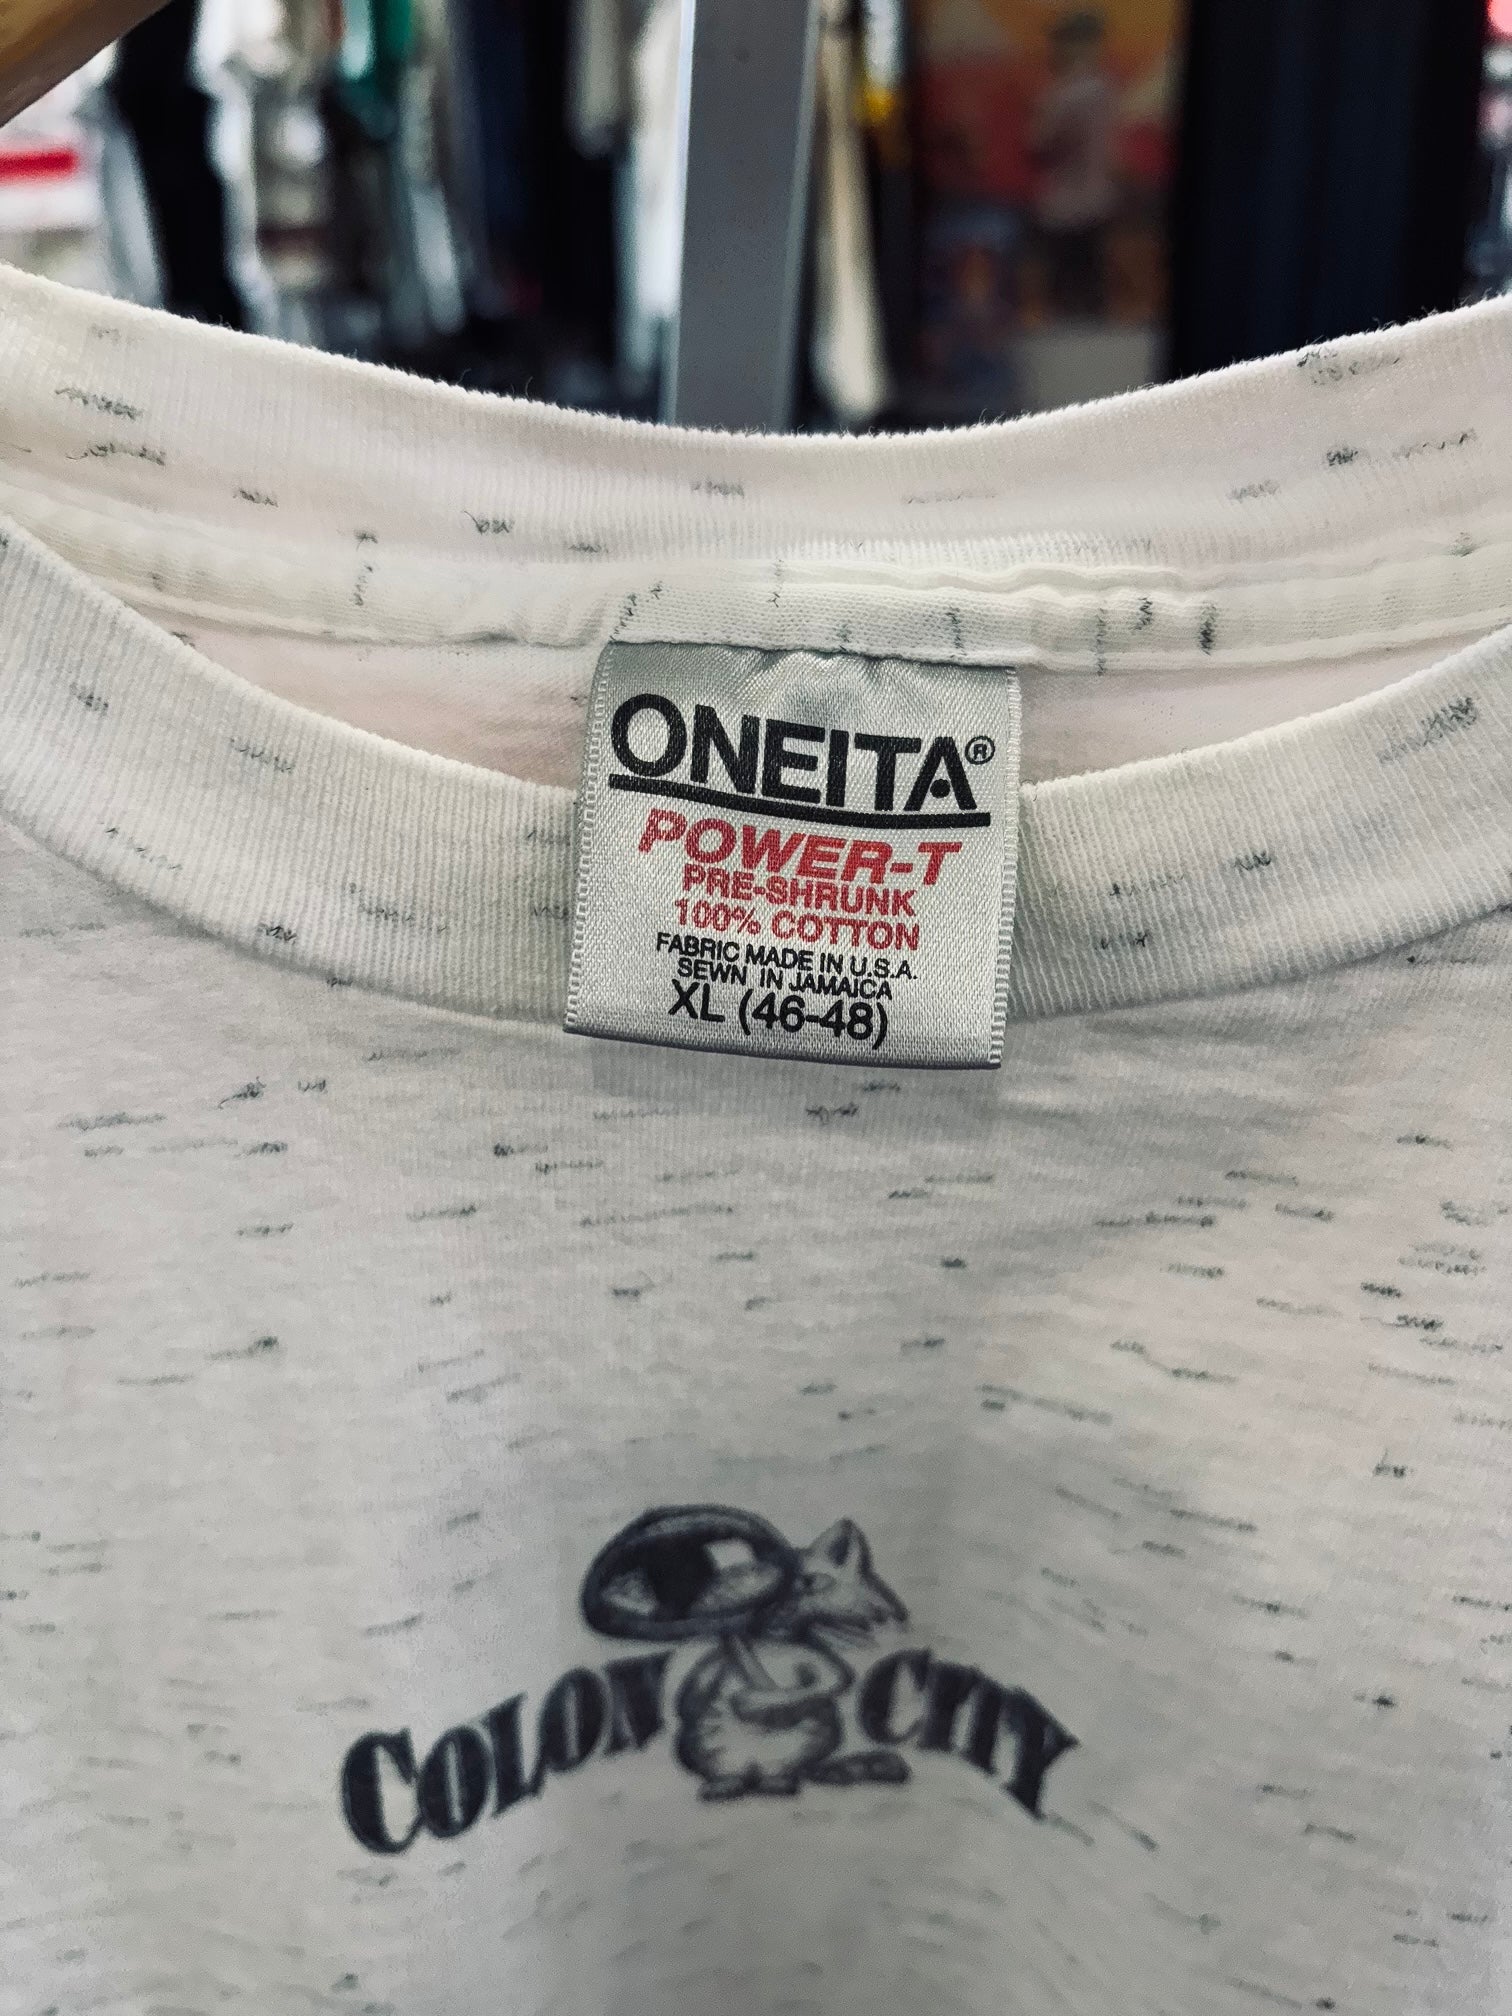 ONEITA®
POWER-T
PRE-SHRUNK
100% COTTON
FABRIC MADE IN U.S.A.
SEWN IN JAMAICA
XL (46-48)
COLON CITY